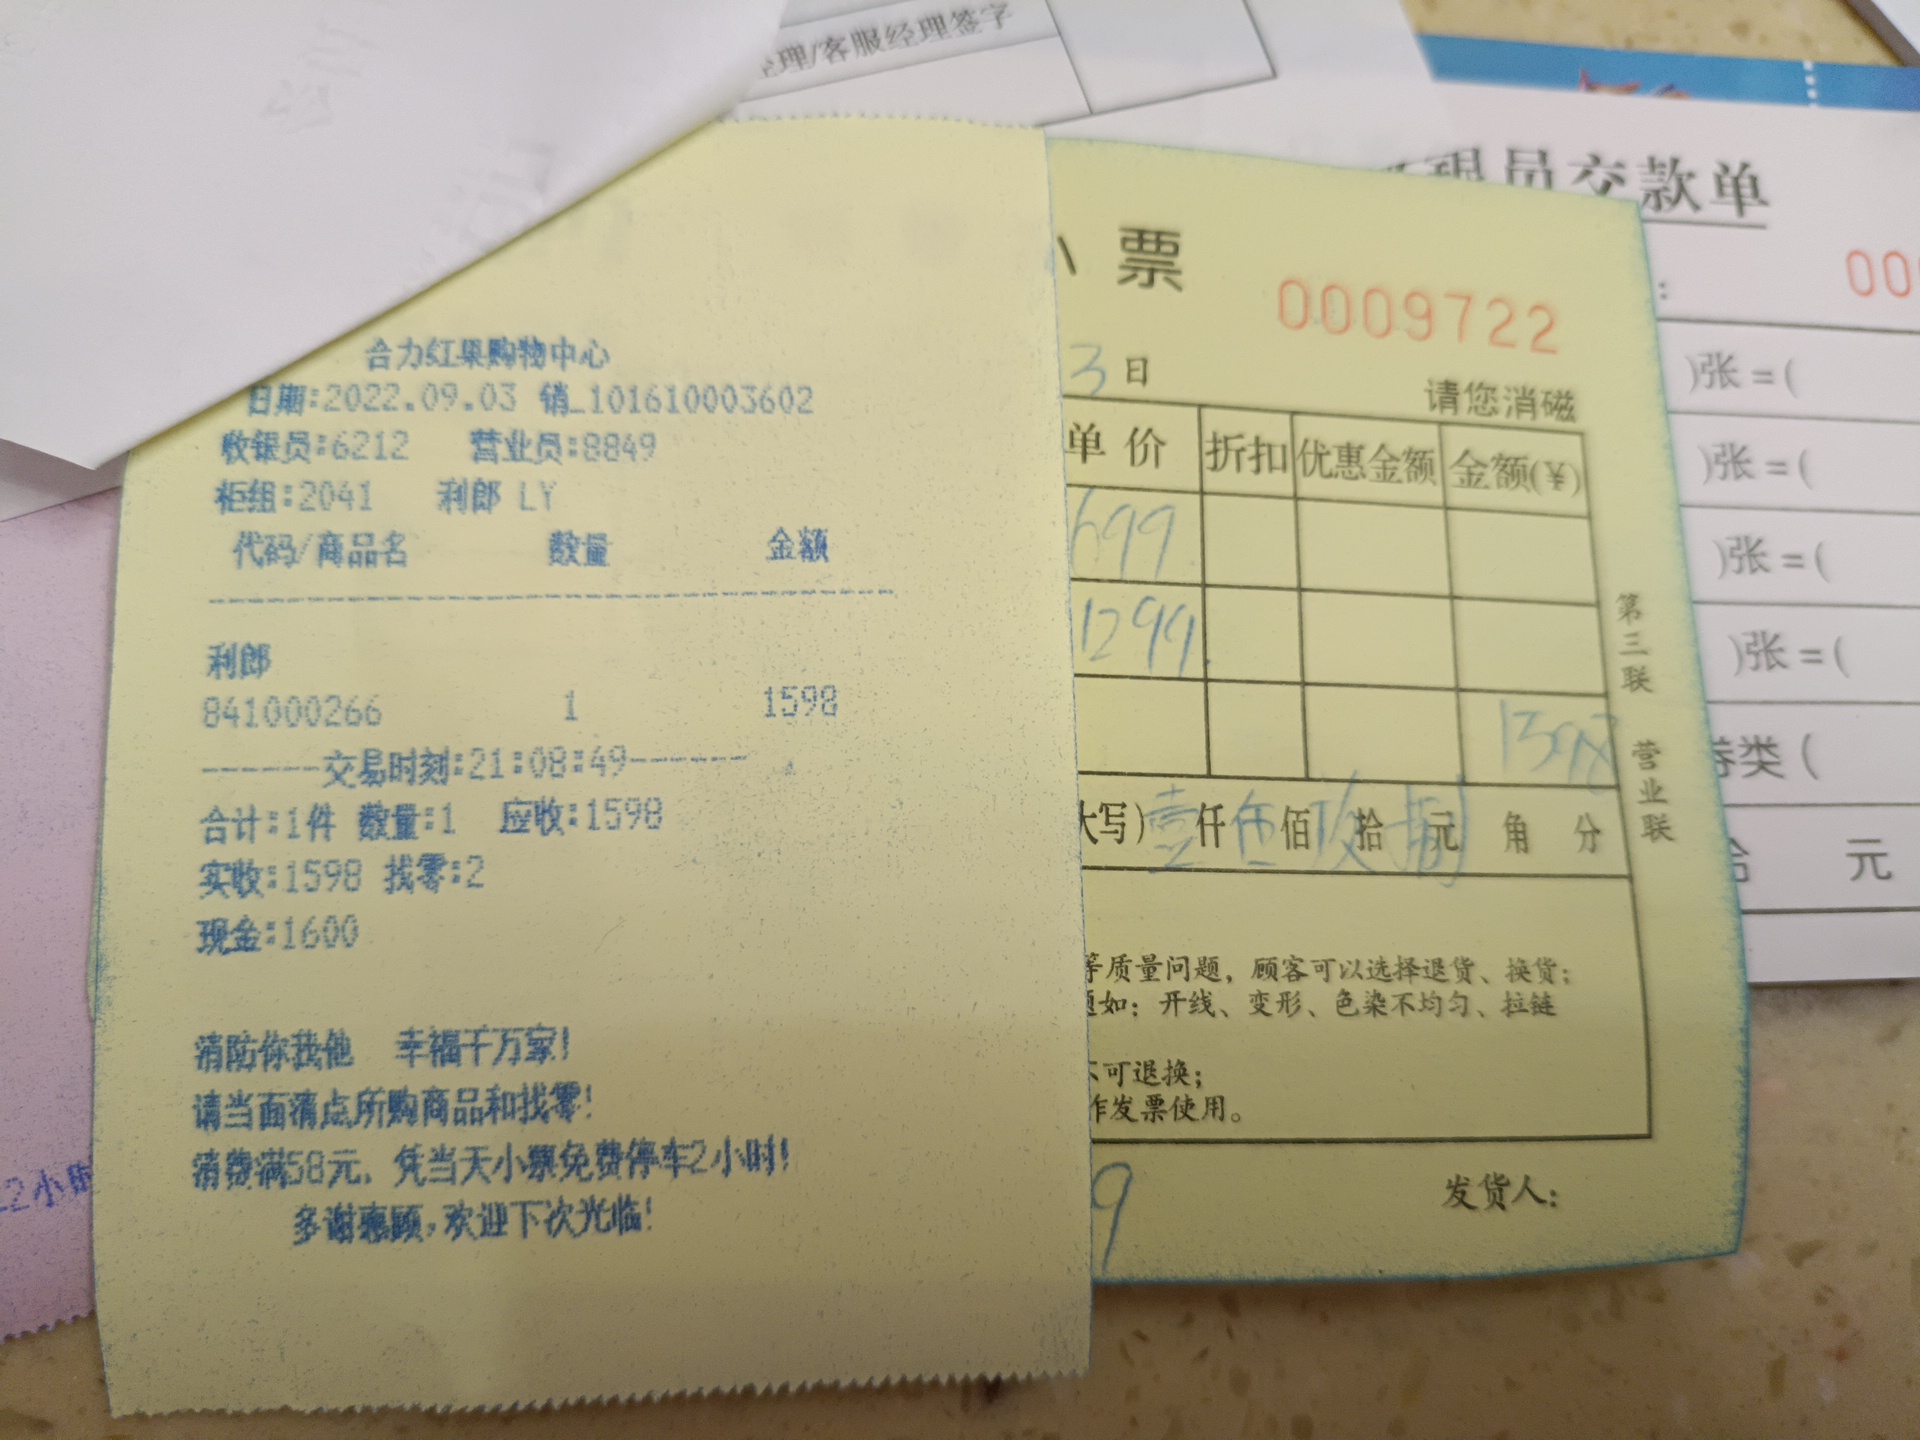 经理/客服经理签字
员交款单
00
票
0009722
3日
请您消磁
单价 折扣 优惠金额 金额(¥)
699
1299
1598
大写) 壹仟伍佰玖拾捌元 角 分
第三联 营业联
等质量问题，顾客可以选择退货、换货；
题如：开线、变形、色染不均匀、拉链
不可退换；
作发票使用。
9
发货人：
合力红果购物中心
日期:2022.09.03 销_101610003602
收银员:6212 营业员:8849
柜组:2041 利郎 LY
代码/商品名 数量 金额
利郎
841000266 1 1598
------交易时刻:21:08:49------
合计:1件 数量:1 应收:1598
实收:1598 找零:2
现金:1600
消防你我他 幸福千万家!
请当面清点所购商品和找零!
消费满58元，凭当天小票免费停车2小时!
多谢惠顾,欢迎下次光临!
)张=(
)张=(
)张=(
)张=(
券类(
拾 元
2小时